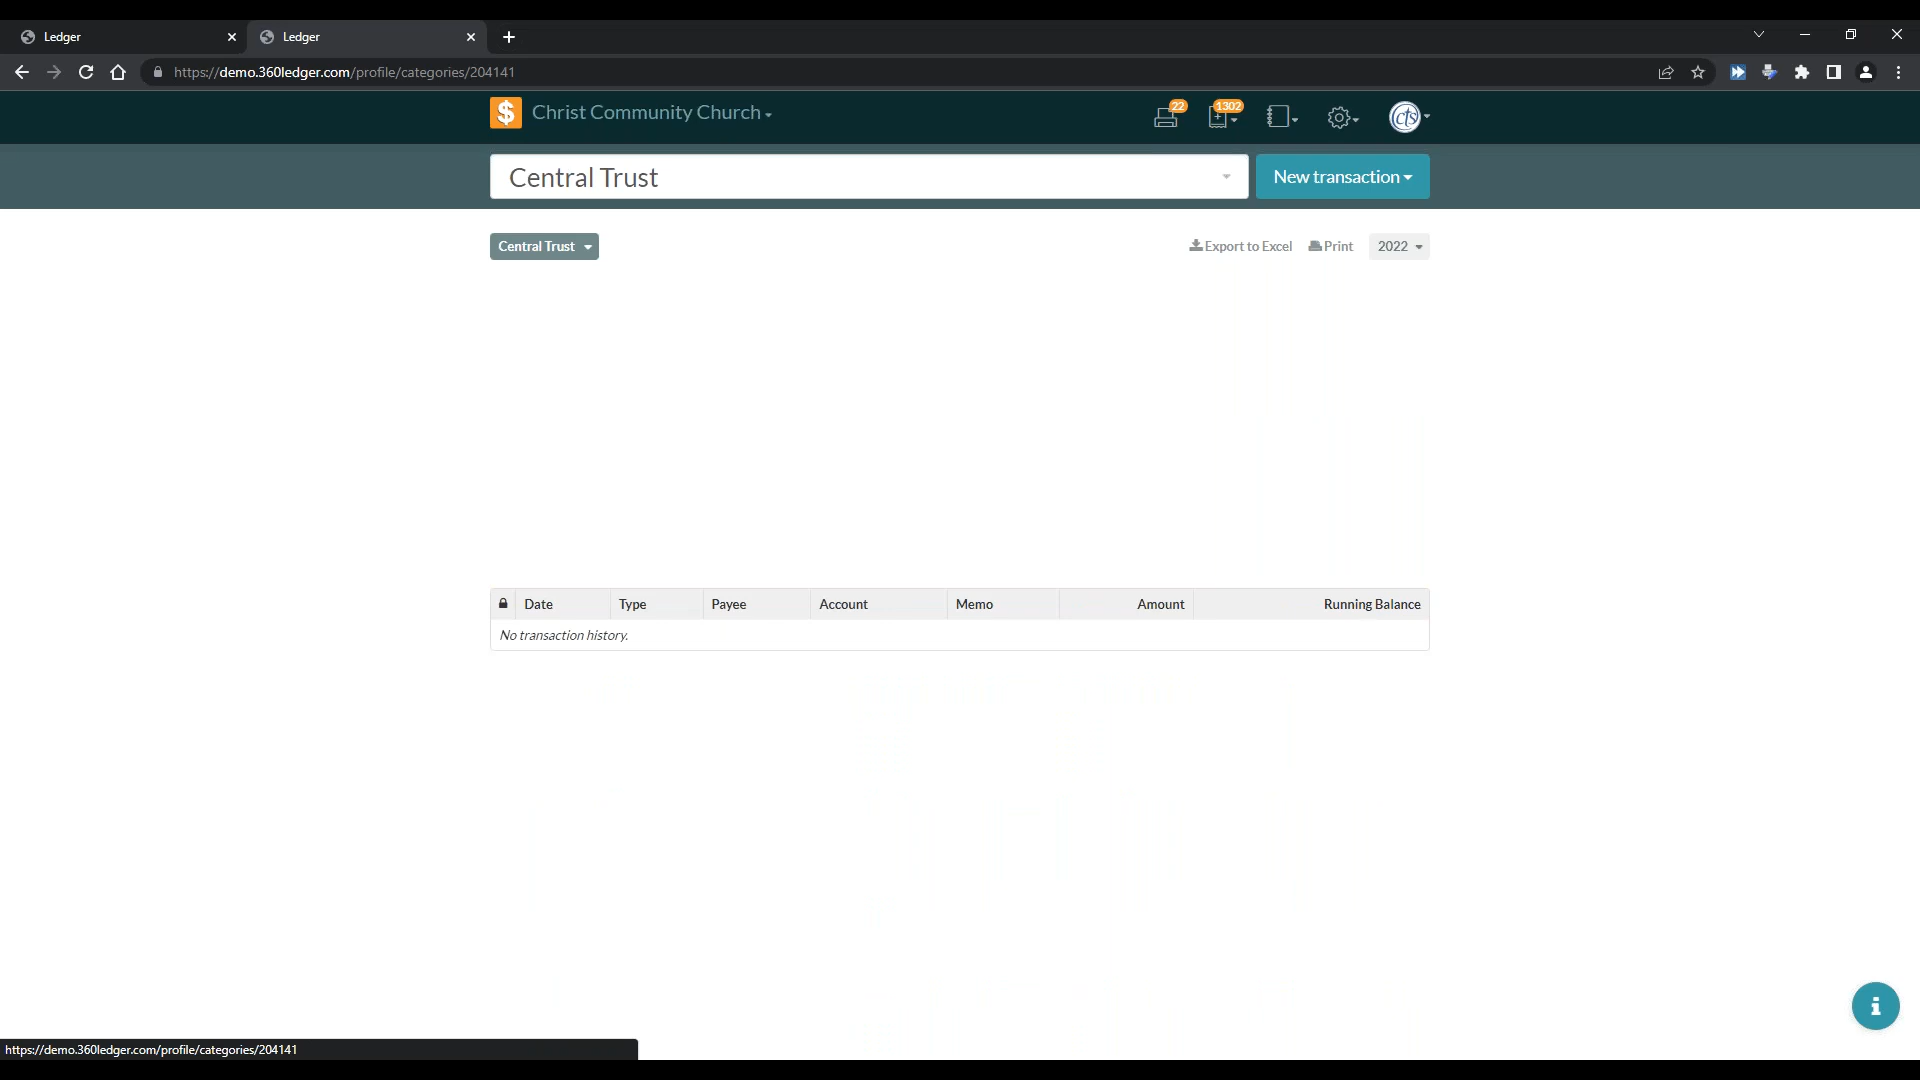 Ledger
Ledger
https://demo.360ledger.com/profile/categories/204141
$ Christ Community Church
22
1302
cts
Central Trust
New transaction
Central Trust
Export to Excel
Print
2022
Date Type Payee Account Memo Amount Running Balance
No transaction history.
https://demo.360ledger.com/profile/categories/204141